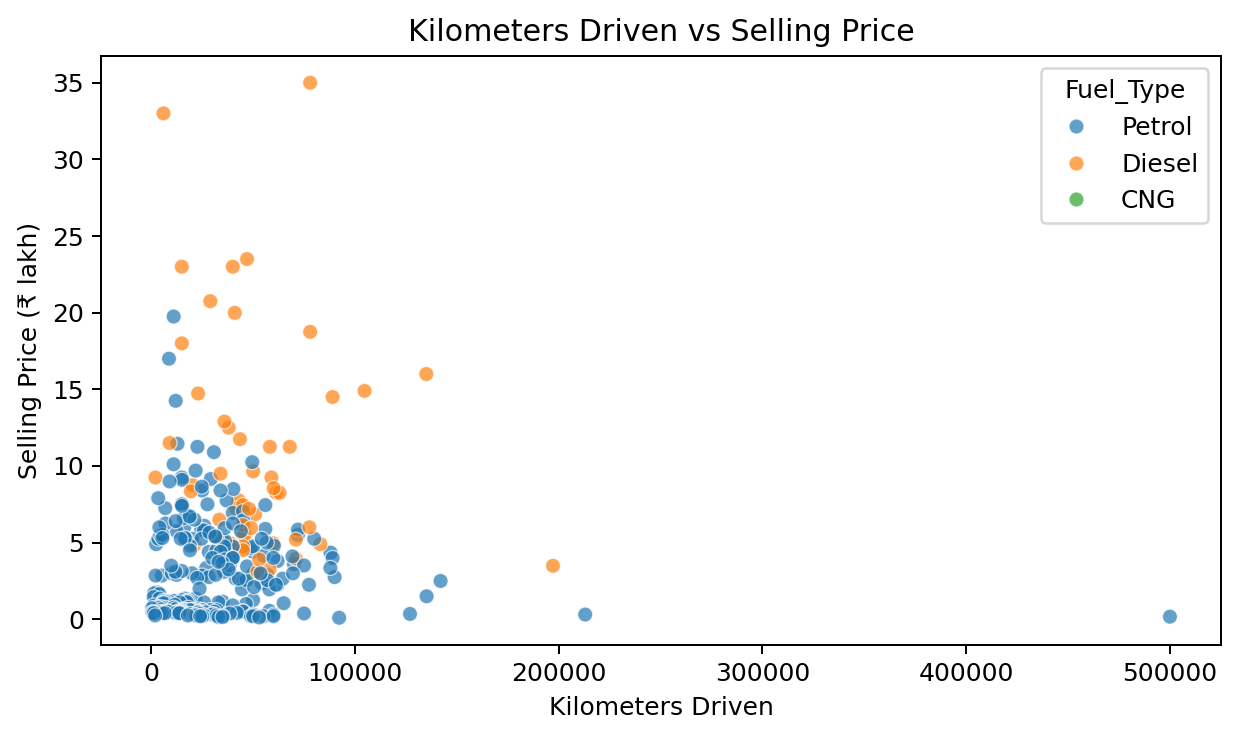 Kilometers Driven vs Selling Price
Fuel_Type
Petrol
Diesel
CNG
Selling Price (₹ lakh)
35
30
25
20
15
10
5
0
0 100000 200000 300000 400000 500000
Kilometers Driven